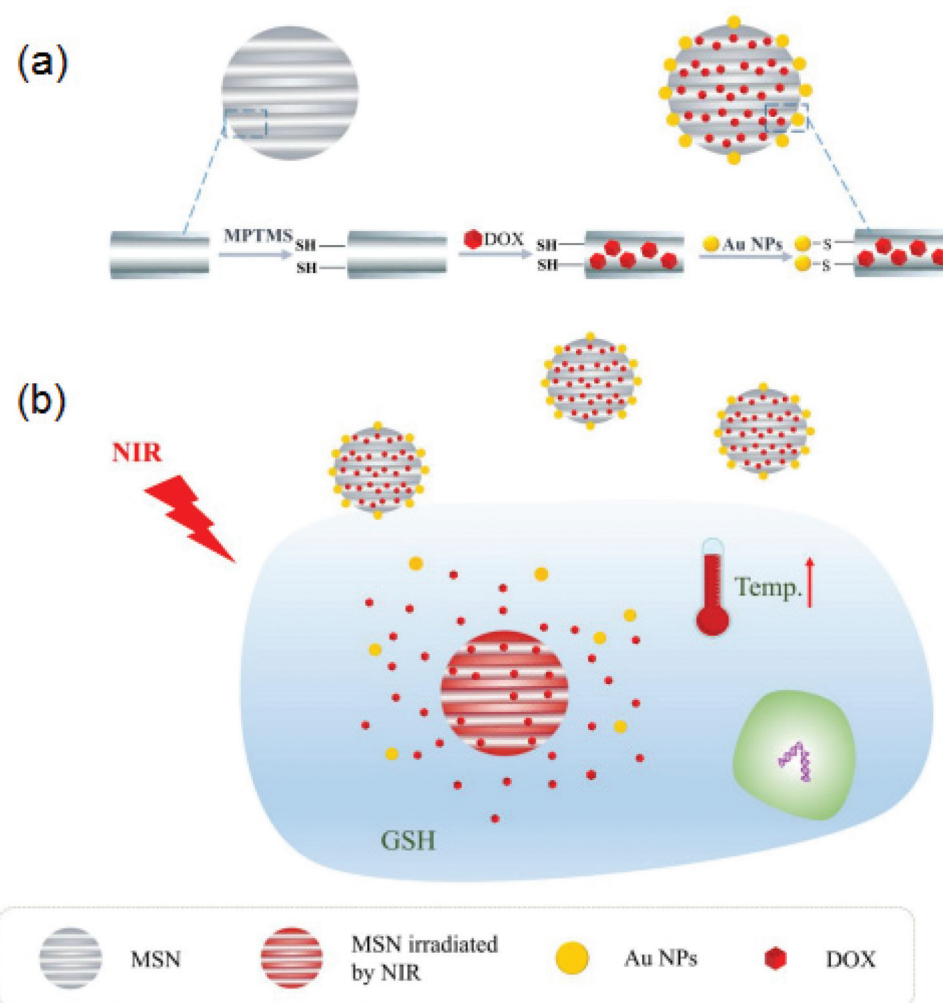 (a)
MPTMS
SH
SH
DOX
SH
SH
Au NPs
S
S
(b)
NIR
Temp.
GSH
MSN
MSN irradiated
by NIR
Au NPs
DOX